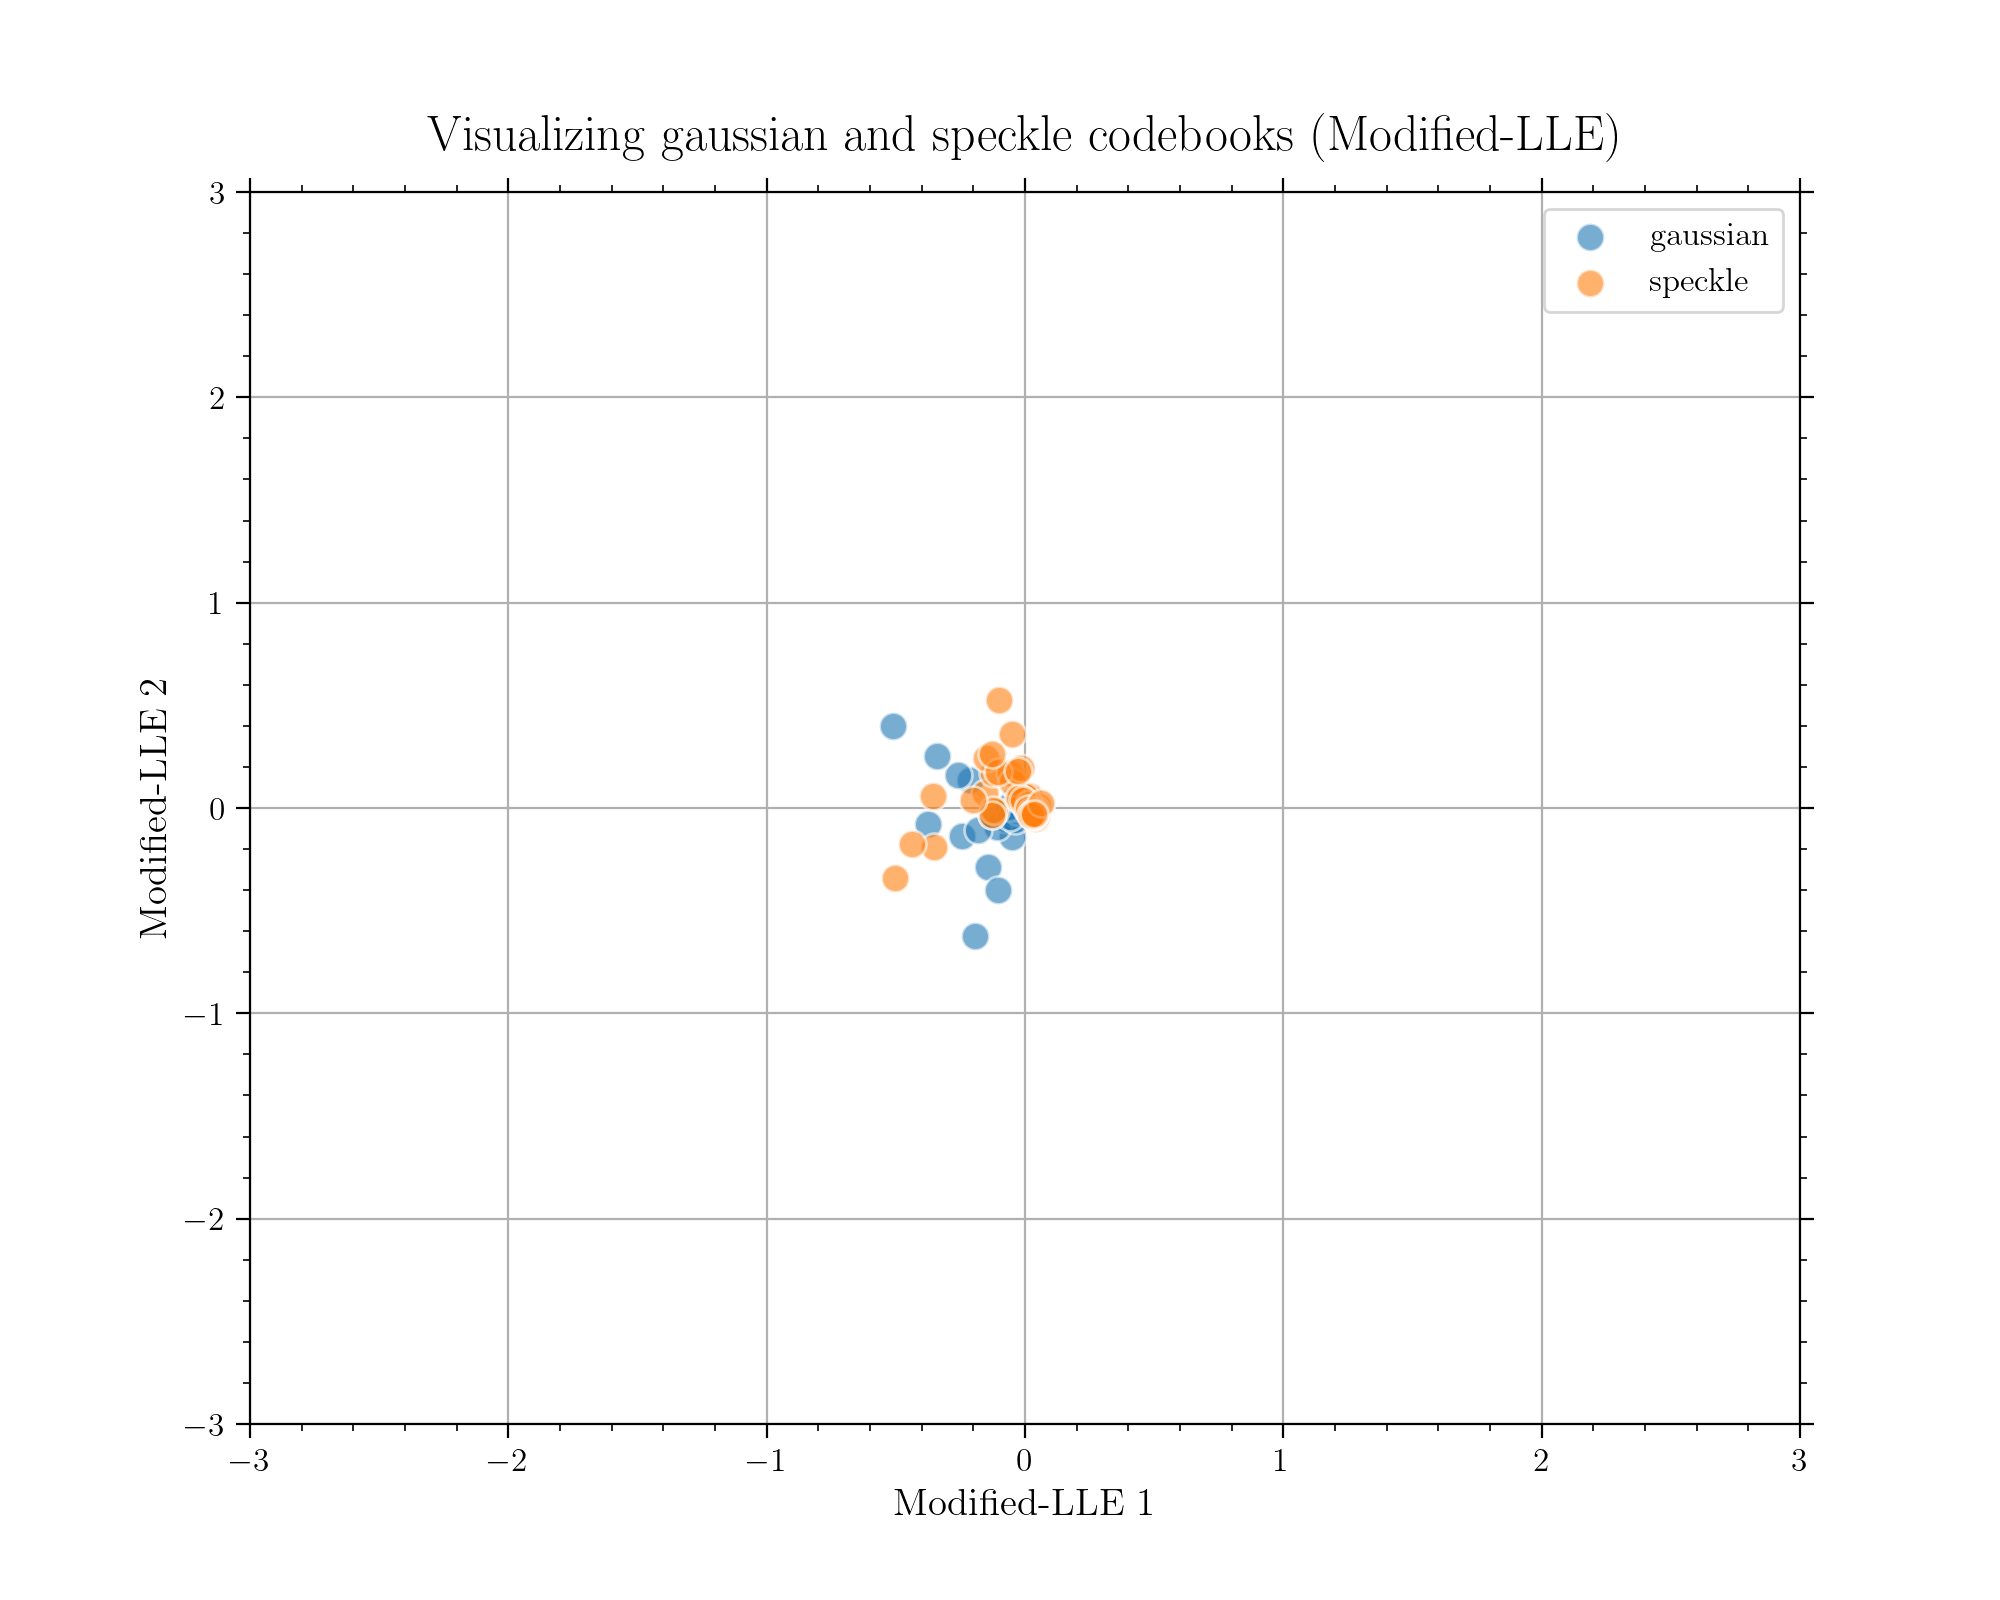 Visualizing gaussian and speckle codebooks (Modified-LLE)
3
2
1
0
−1
−2
−3
Modified-LLE 2
gaussian
speckle
−3 −2 −1 0 1 2 3
Modified-LLE 1